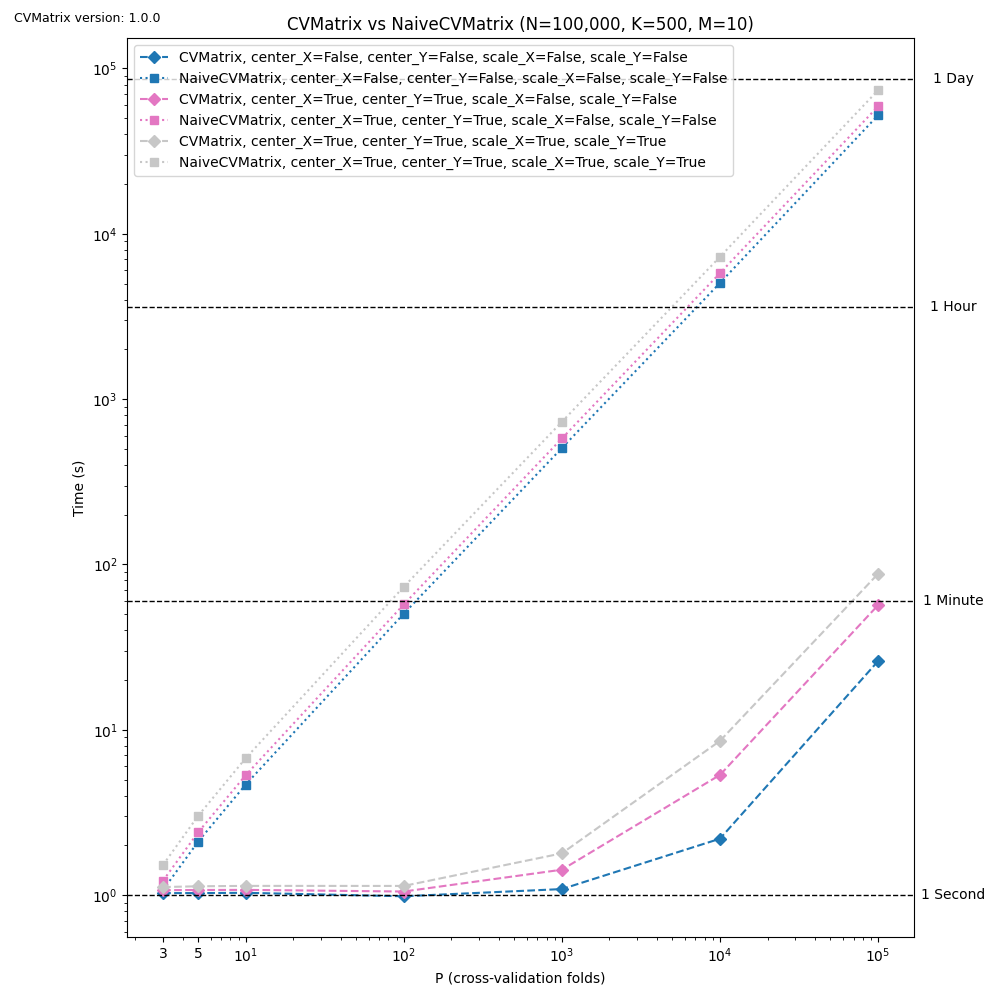 CVMatrix version: 1.0.0
CVMatrix vs NaiveCVMatrix (N=100,000, K=500, M=10)
CVMatrix, center_X=False, center_Y=False, scale_X=False, scale_Y=False
NaiveCVMatrix, center_X=False, center_Y=False, scale_X=False, scale_Y=False
CVMatrix, center_X=True, center_Y=True, scale_X=False, scale_Y=False
NaiveCVMatrix, center_X=True, center_Y=True, scale_X=False, scale_Y=False
CVMatrix, center_X=True, center_Y=True, scale_X=True, scale_Y=True
NaiveCVMatrix, center_X=True, center_Y=True, scale_X=True, scale_Y=True
10⁵
10⁴
10³
10²
10¹
10⁰
Time (s)
1 Day
1 Hour
1 Minute
1 Second
3 5 10¹ 10² 10³ 10⁴ 10⁵
P (cross-validation folds)